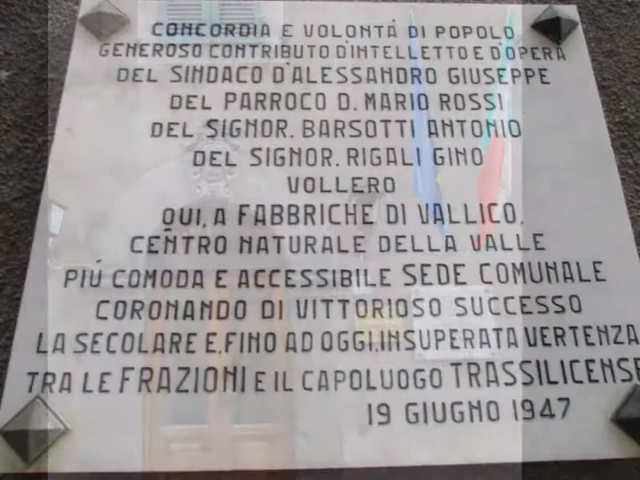 CONCORDIA E VOLONTÁ DI POPOLO
GENEROSO CONTRIBUTO D'INTELLETTO E D'OPERA
DEL SINDACO D'ALESSANDRO GIUSEPPE
DEL PARROCO D. MARIO ROSSI
DEL SIGNOR. BARSOTTI ANTONIO
DEL SIGNOR. RIGALI GINO
VOLLERO
QUI, A FABBRICHE DI VALLICO.
CENTRO NATURALE DELLA VALLE
PIÚ COMODA E ACCESSIBILE SEDE COMUNALE
CORONANDO DI VITTORIOSO SUCCESSO
LA SECOLARE E, FINO AD OGGI, INSUPERATA VERTENZA
TRA LE FRAZIONI E IL CAPOLUOGO TRASSILICENSE
19 GIUGNO 1947